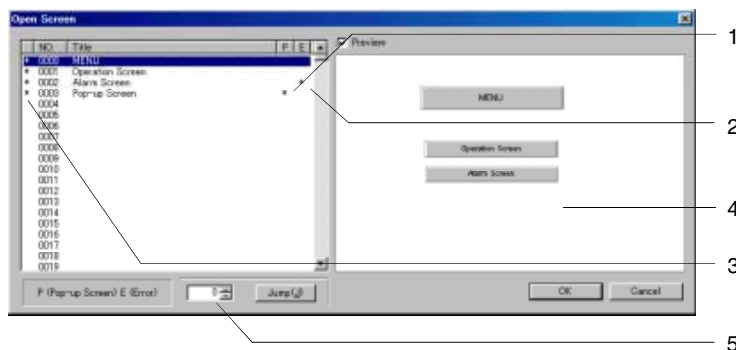 Open Screen
NO. Title P E
* 0000 MENU
* 0001 Operation Screen
* 0002 Alarm Screen *
* 0003 Pop-up Screen *
0004
0005
0006
0007
0008
0009
0010
0011
0012
0013
0014
0015
0016
0017
0018
0019
P (Pop-up Screen) E (Error)
0
Jump(J)
Preview
MENU
Operation Screen
Alarm Screen
OK
Cancel
1
2
4
3
5